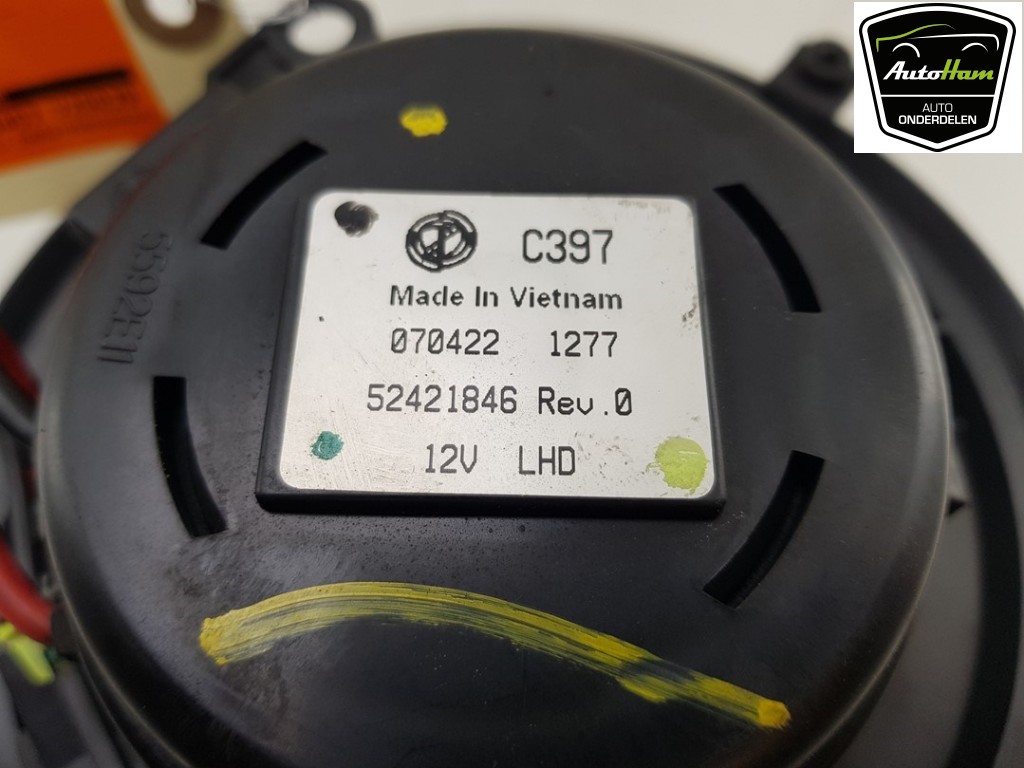 AutoHam
AUTO
ONDERDELEN
C397
Made In Vietnam
070422 1277
52421846 Rev.0
12V LHD